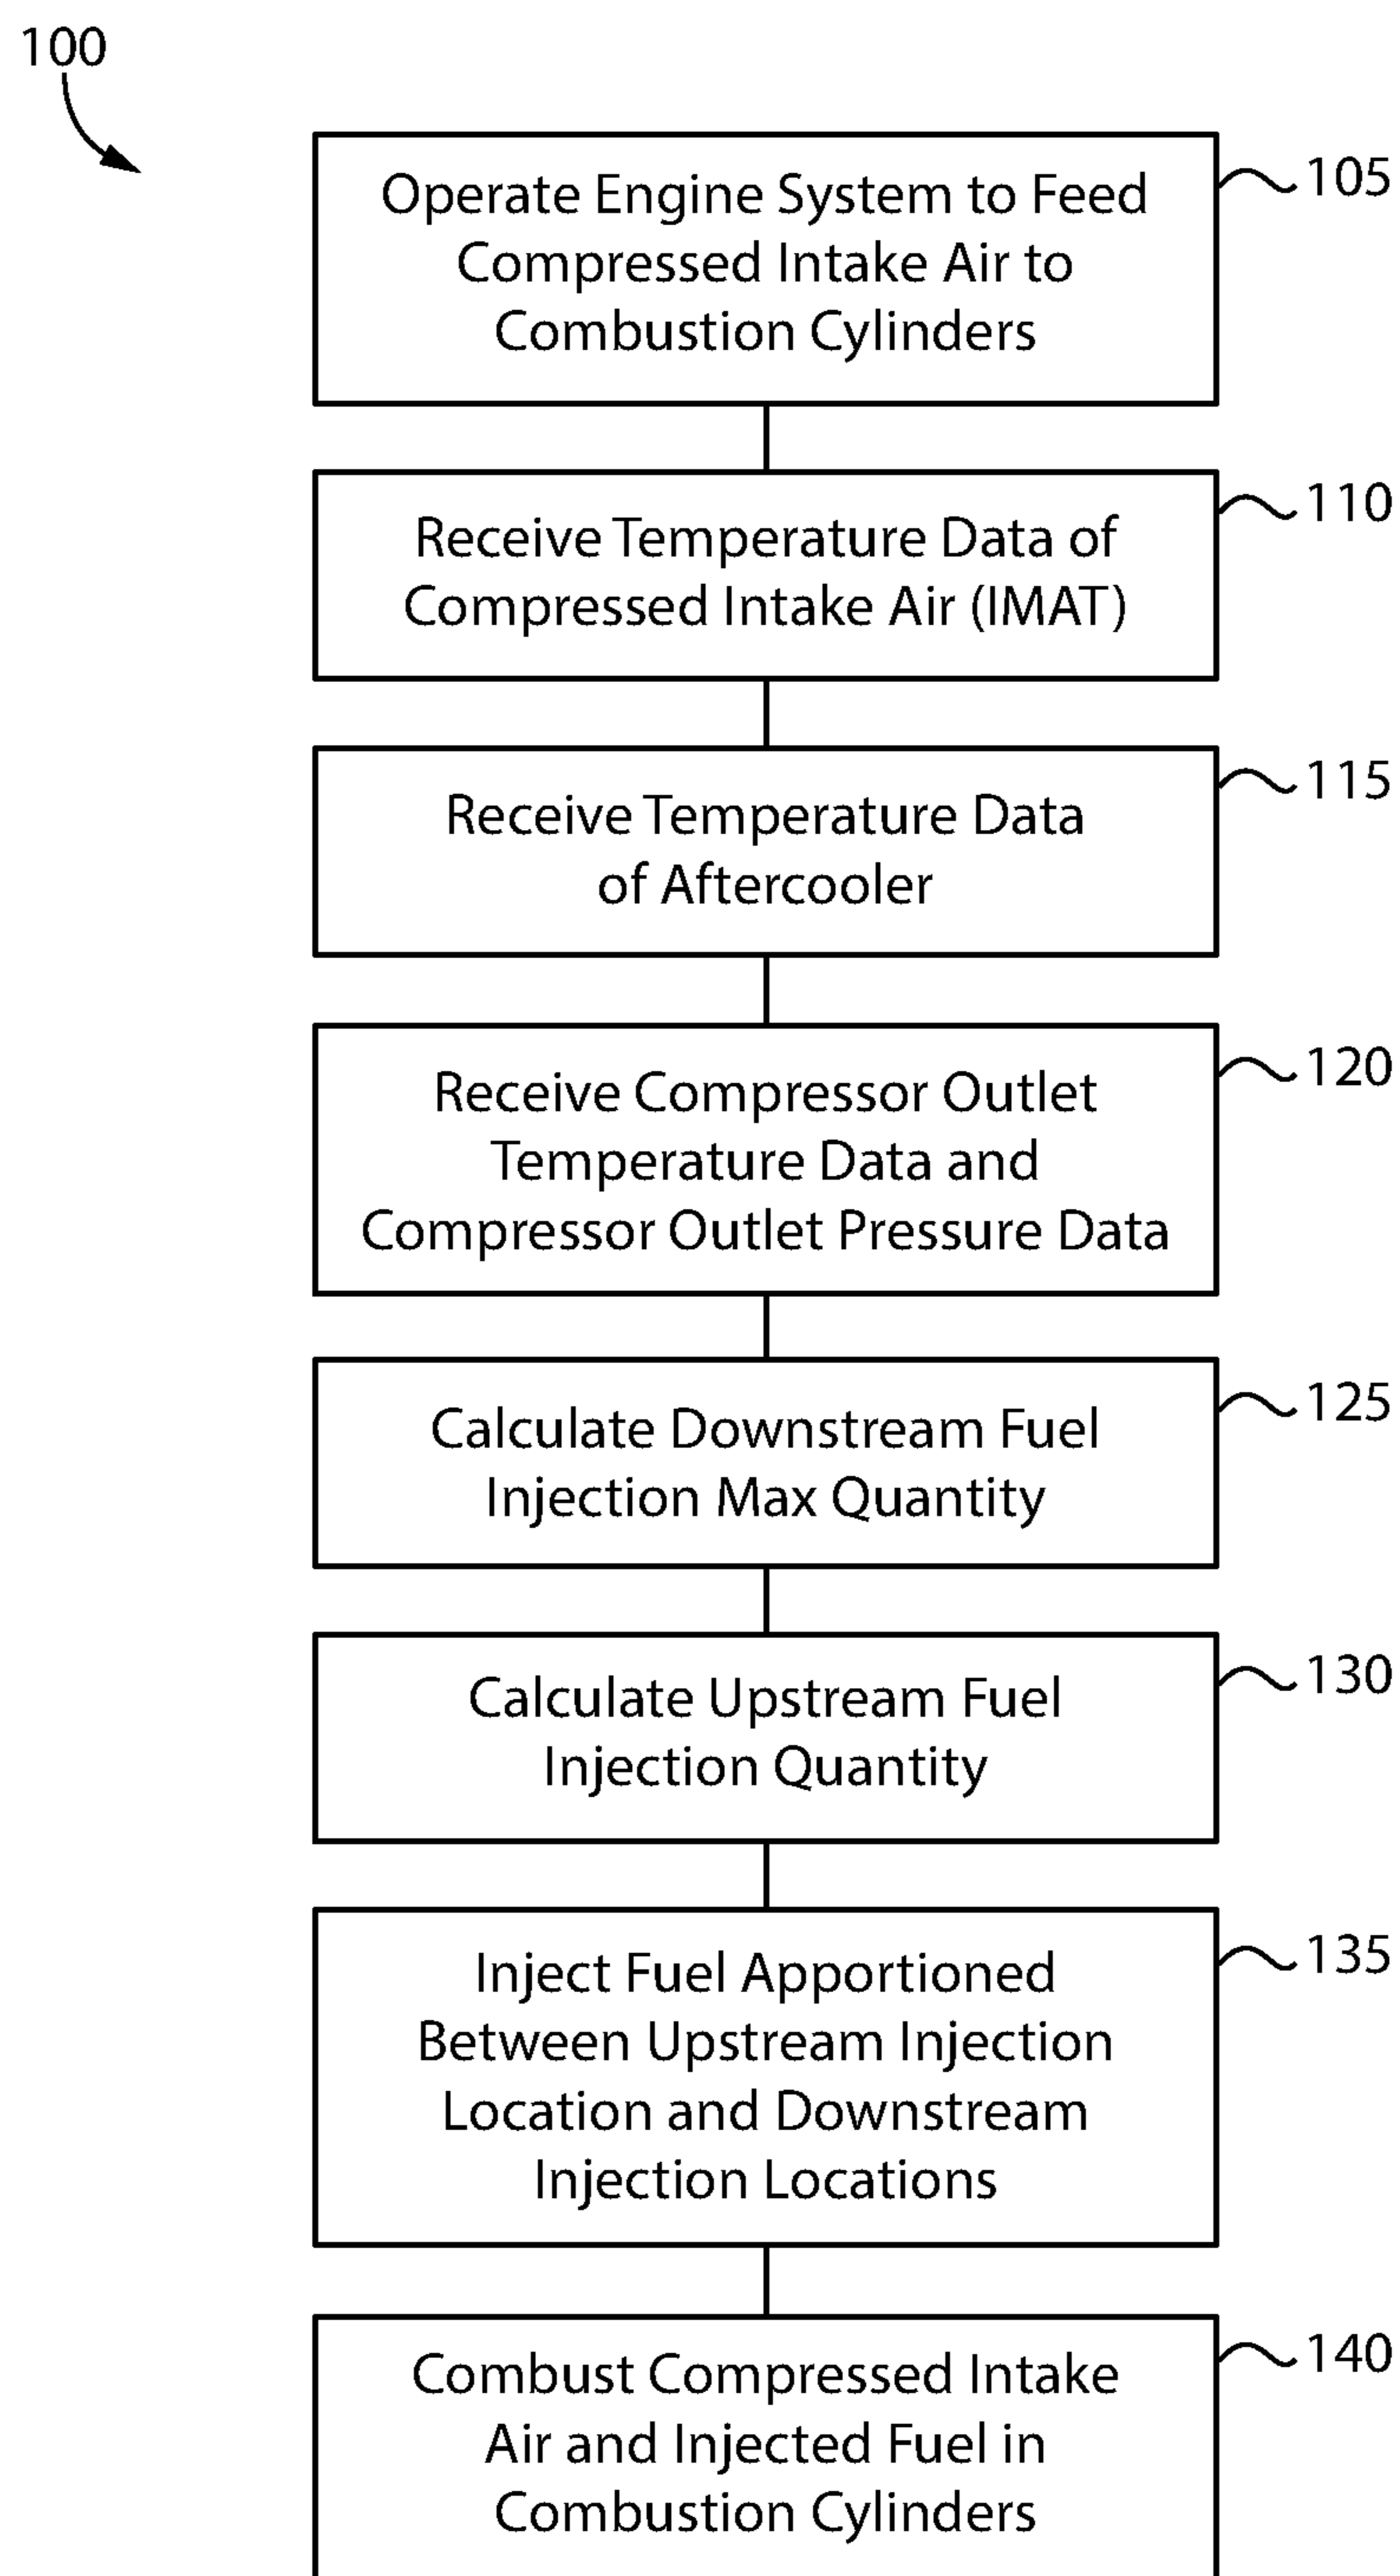 100
Operate Engine System to Feed
Compressed Intake Air to
Combustion Cylinders
105
Receive Temperature Data of
Compressed Intake Air (IMAT)
110
Receive Temperature Data
of Aftercooler
115
Receive Compressor Outlet
Temperature Data and
Compressor Outlet Pressure Data
120
Calculate Downstream Fuel
Injection Max Quantity
125
Calculate Upstream Fuel
Injection Quantity
130
Inject Fuel Apportioned
Between Upstream Injection
Location and Downstream
Injection Locations
135
Combust Compressed Intake
Air and Injected Fuel in
Combustion Cylinders
140